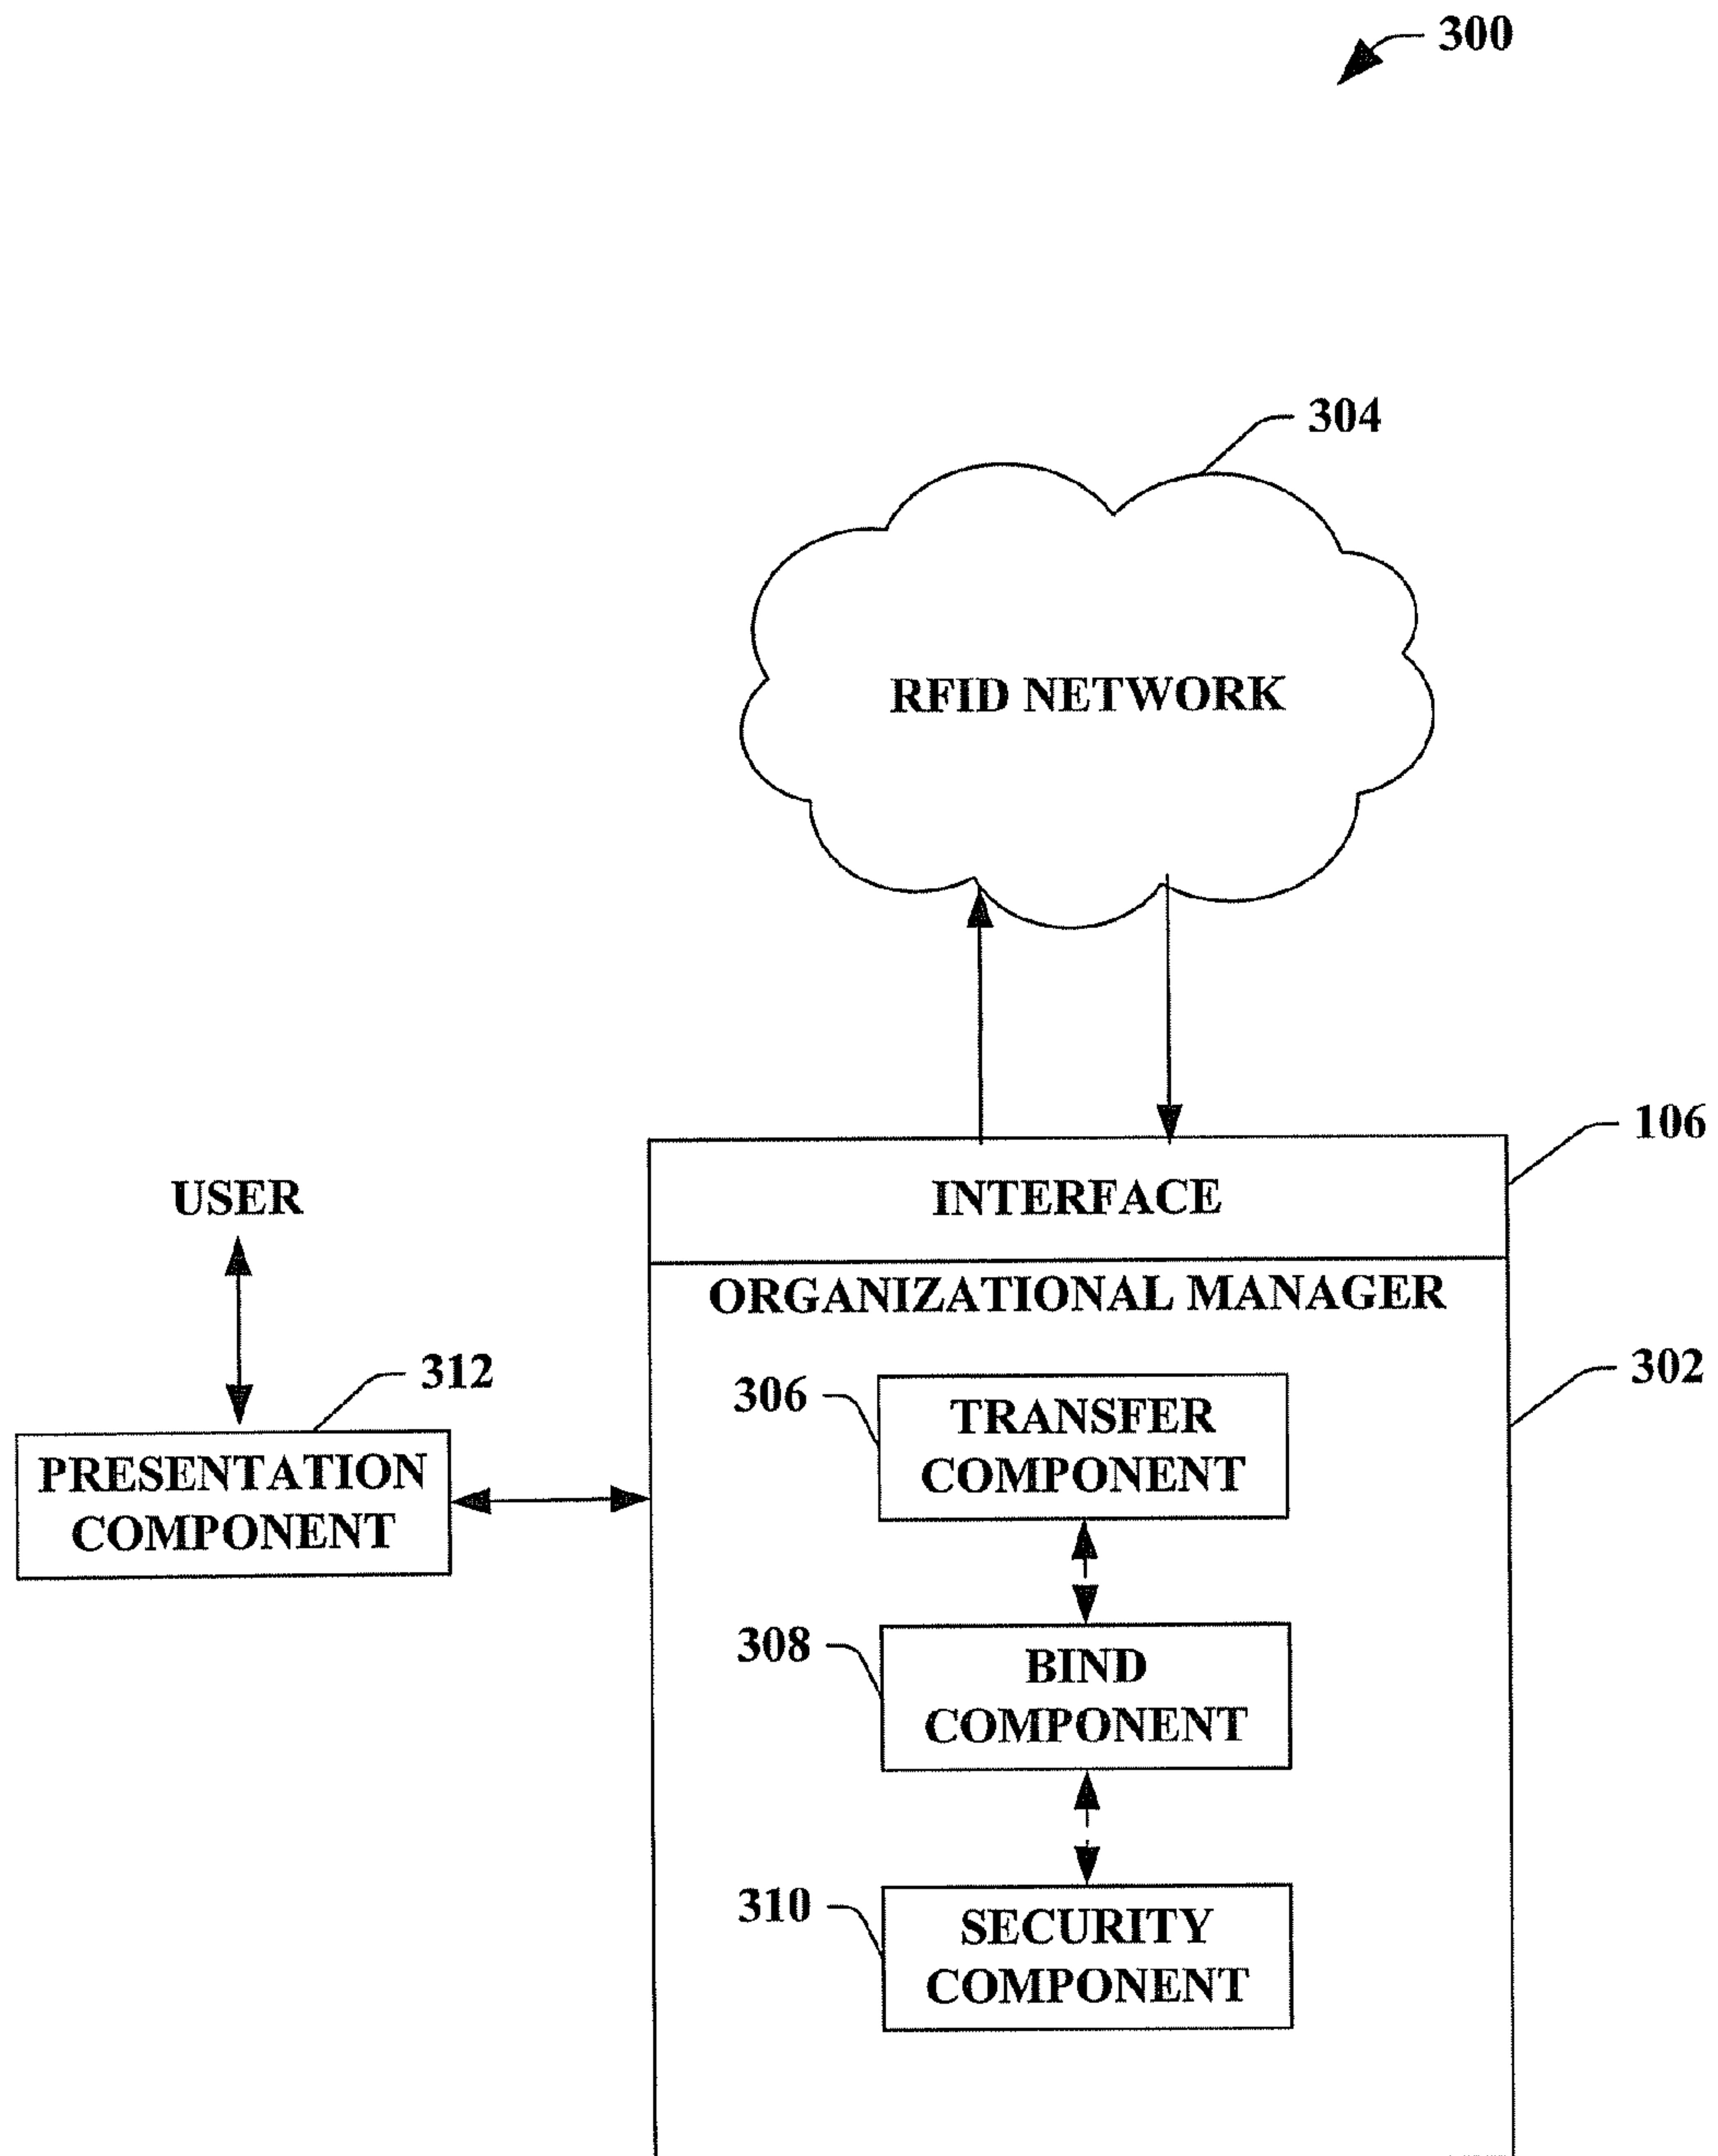 300
304
RFID NETWORK
106
INTERFACE
USER
ORGANIZATIONAL MANAGER
302
312
306
TRANSFER
COMPONENT
PRESENTATION
COMPONENT
308
BIND
COMPONENT
310
SECURITY
COMPONENT